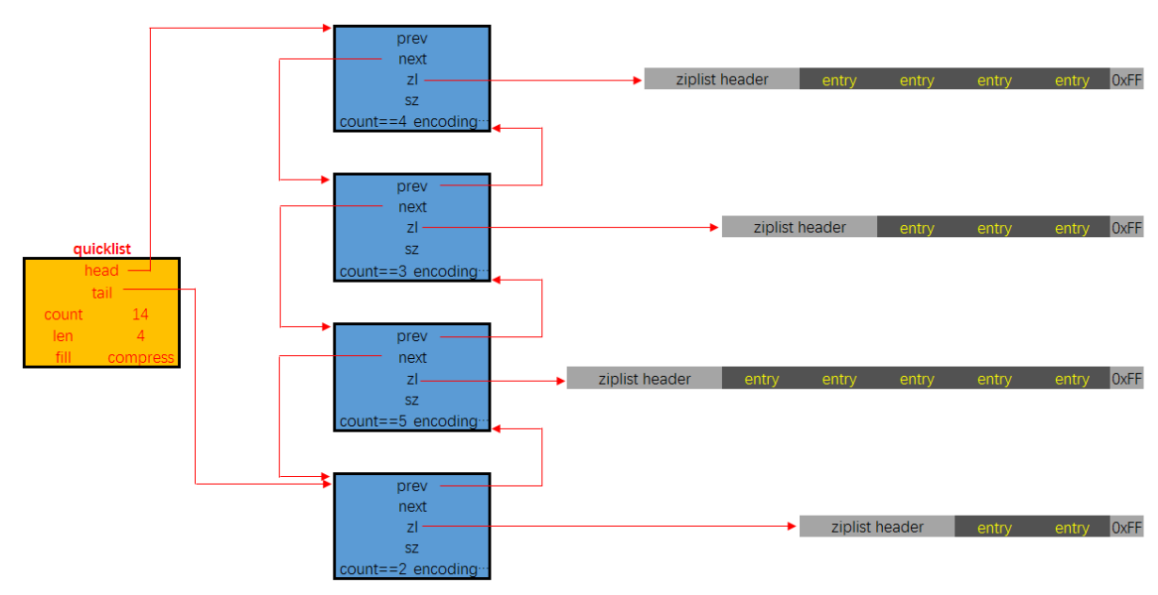 prev
next
zl
sz
count==4 encoding···
ziplist header entry entry entry entry 0xFF
prev
next
zl
sz
count==3 encoding···
ziplist header entry entry entry 0xFF
quicklist
head
tail
count 14
len 4
fill compress
prev
next
zl
sz
count==5 encoding···
ziplist header entry entry entry entry entry 0xFF
prev
next
zl
sz
count==2 encoding···
ziplist header entry entry 0xFF